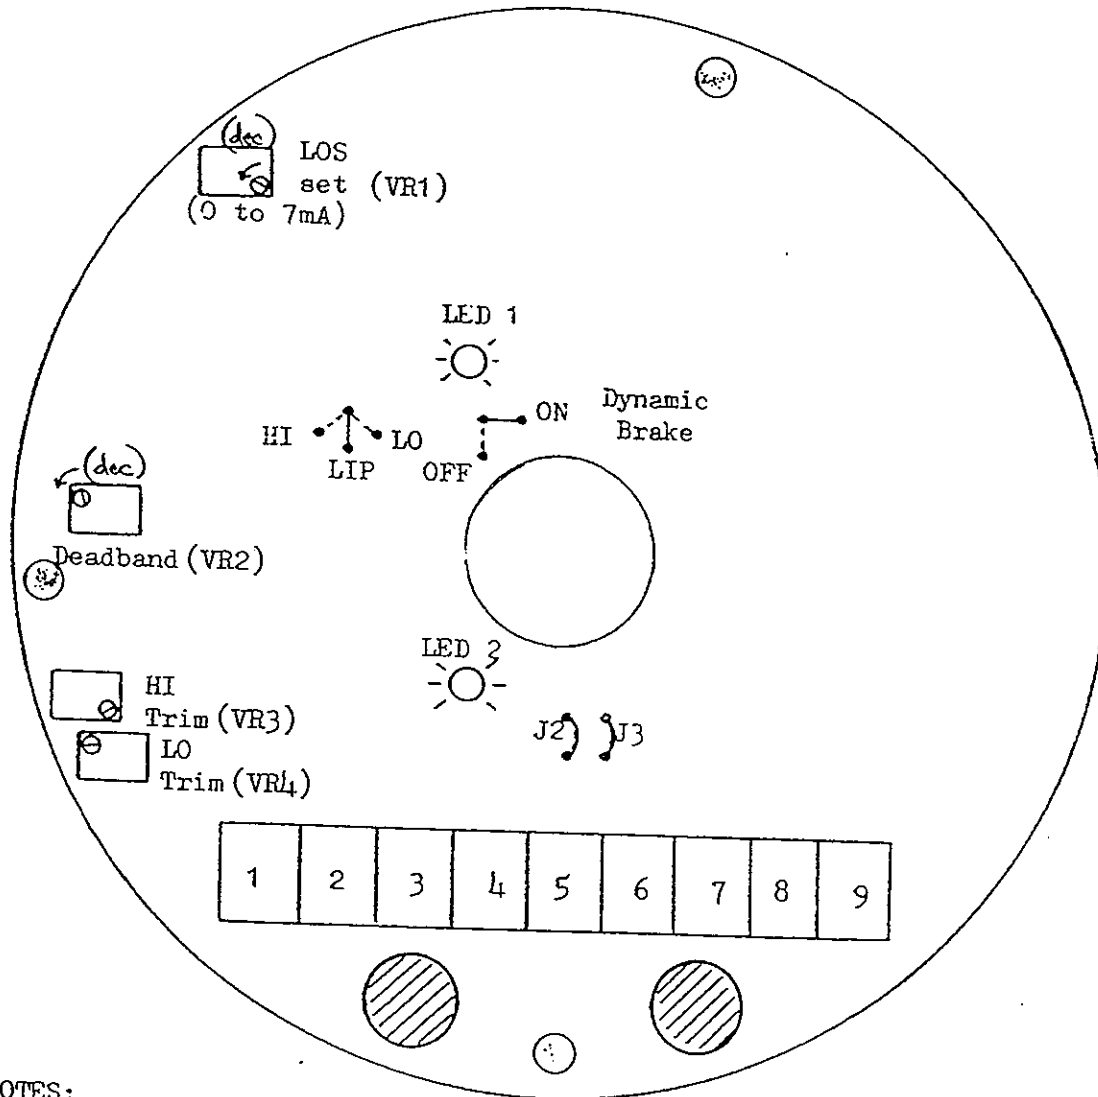 (dec)
LOS
set (VR1)
(0 to 7mA)
LED 1
HI
LO
LIP
ON
OFF
Dynamic
Brake
(dec)
Deadband (VR2)
LED 2
HI
Trim (VR3)
LO
Trim (VR4)
J2
J3
1 2 3 4 5 6 7 8 9
OTES: